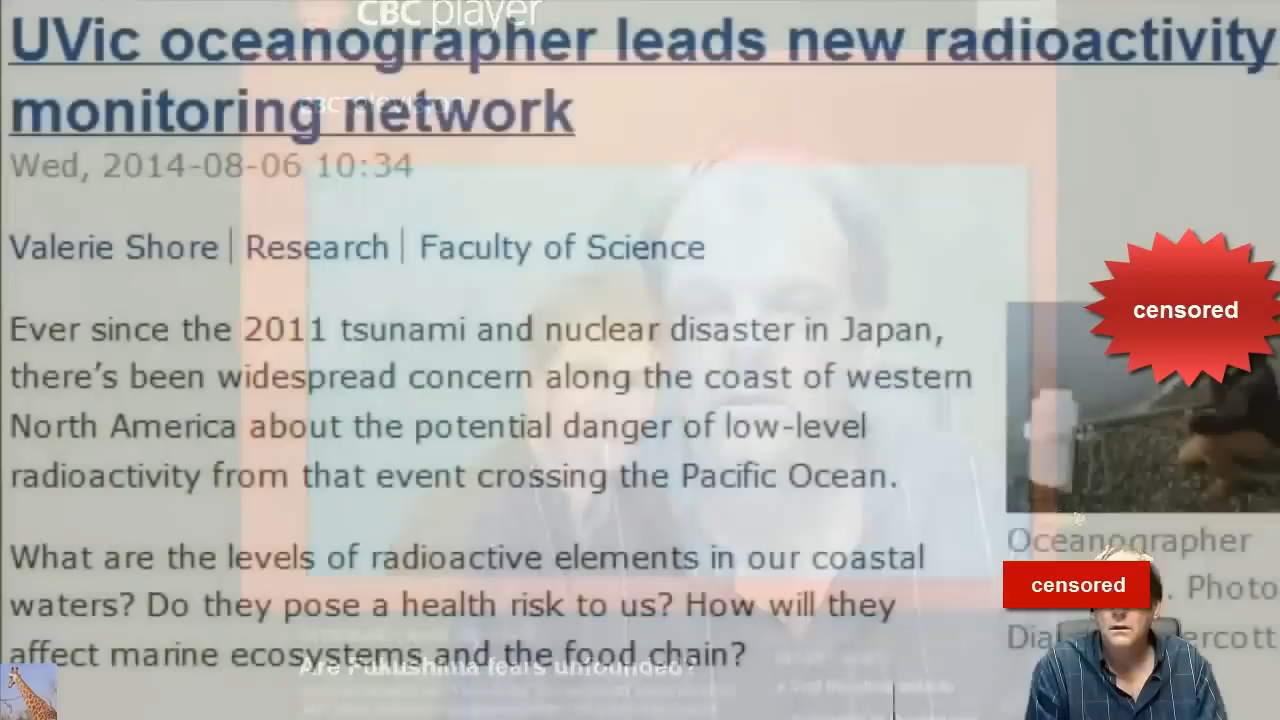 CBC player
UVic oceanographer leads new radioactivity
monitoring network
Wed, 2014-08-06 10:34
Valerie Shore | Research | Faculty of Science
Ever since the 2011 tsunami and nuclear disaster in Japan,
there's been widespread concern along the coast of western
North America about the potential danger of low-level
radioactivity from that event crossing the Pacific Ocean.
What are the levels of radioactive elements in our coastal
waters? Do they pose a health risk to us? How will they
affect marine ecosystems and the food chain?
Are Fukushima fears unfounded?
censored
Oceanographer
censored
. Photo